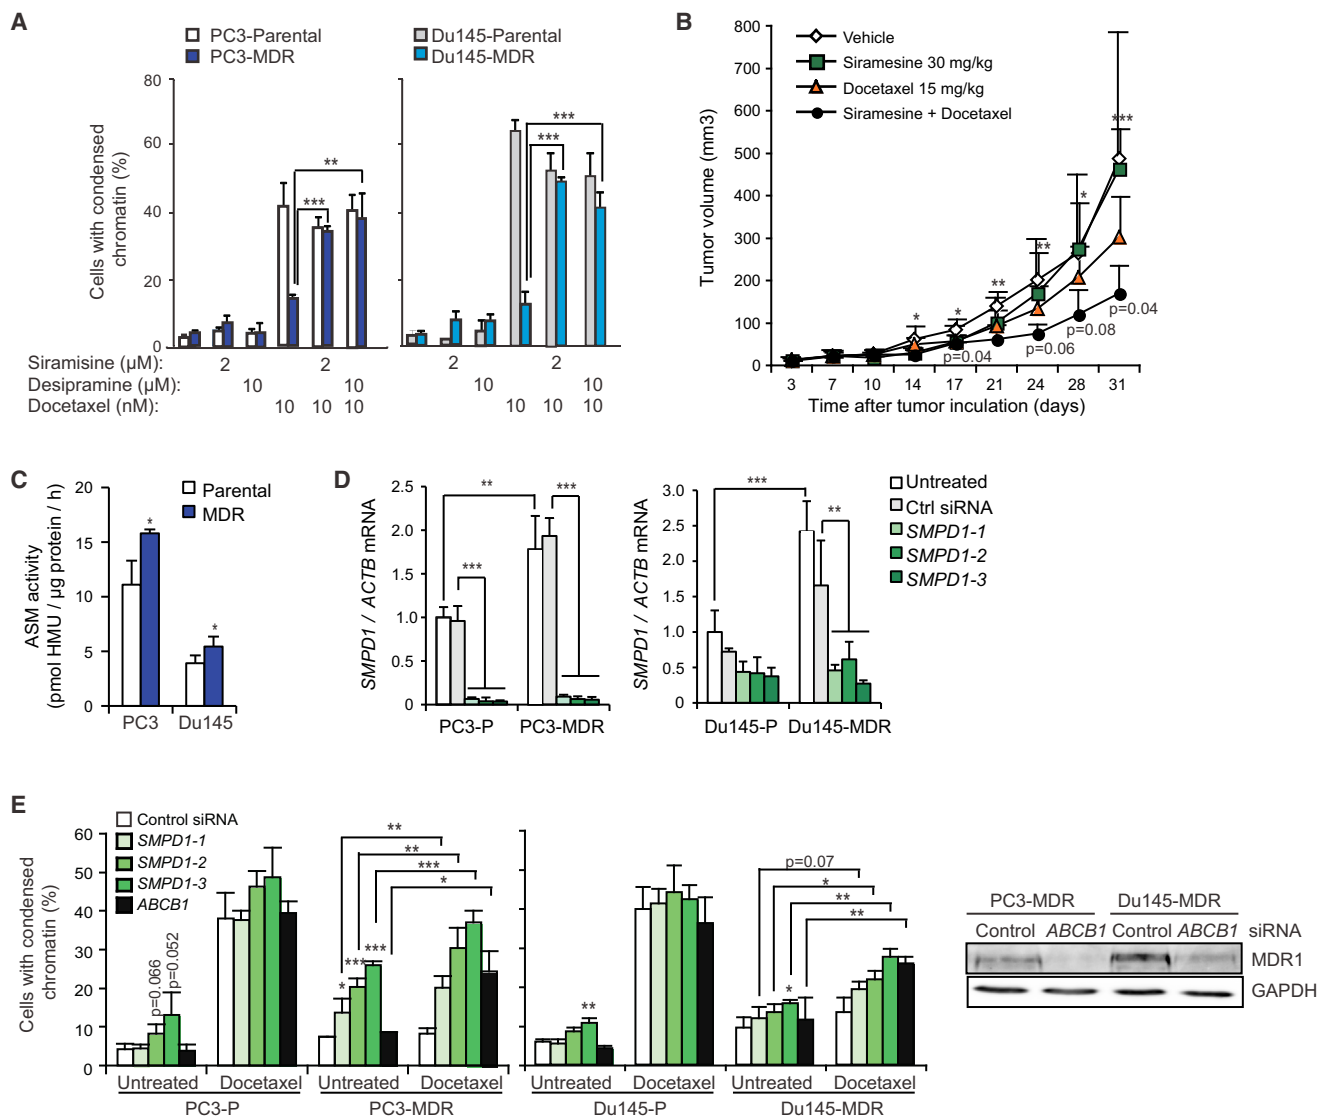 A
PC3-Parental
PC3-MDR
Du145-Parental
Du145-MDR
Cells with condensed
chromatin (%)
80
60
40
20
0
**
***
***
***
Siramisine (µM): 2 2 2 2
Desipramine (µM): 10 10 10 10
Docetaxel (nM): 10 10 10 10 10 10
B
Vehicle
Siramesine 30 mg/kg
Docetaxel 15 mg/kg
Siramesine + Docetaxel
Tumor volume (mm3)
800
700
600
500
400
300
200
100
0
* * ** ** * ***
p=0.04 p=0.06 p=0.08 p=0.04
3 7 10 14 17 21 24 28 31
Time after tumor inculation (days)
C
Parental
MDR
ASM activity
(pmol HMU / µg protein / h)
20
15
10
5
0
* *
PC3 Du145
D
SMPD1 / ACTB mRNA
2.5
2.0
1.5
1.0
0.5
0
** ***
***
PC3-P PC3-MDR
SMPD1 / ACTB mRNA
3.0
2.5
2.0
1.5
1.0
0.5
0
***
**
Du145-P Du145-MDR
Untreated
Ctrl siRNA
SMPD1-1
SMPD1-2
SMPD1-3
E
Control siRNA
SMPD1-1
SMPD1-2
SMPD1-3
ABCB1
Cells with condensed
chromatin (%)
60
50
40
30
20
10
0
p=0.066
p=0.052
**
**
***
*
* *** ***
**
p=0.07
*
**
**
*
Untreated Docetaxel Untreated Docetaxel Untreated Docetaxel Untreated Docetaxel
PC3-P PC3-MDR Du145-P Du145-MDR
PC3-MDR Du145-MDR
Control ABCB1 Control ABCB1 siRNA
MDR1
GAPDH